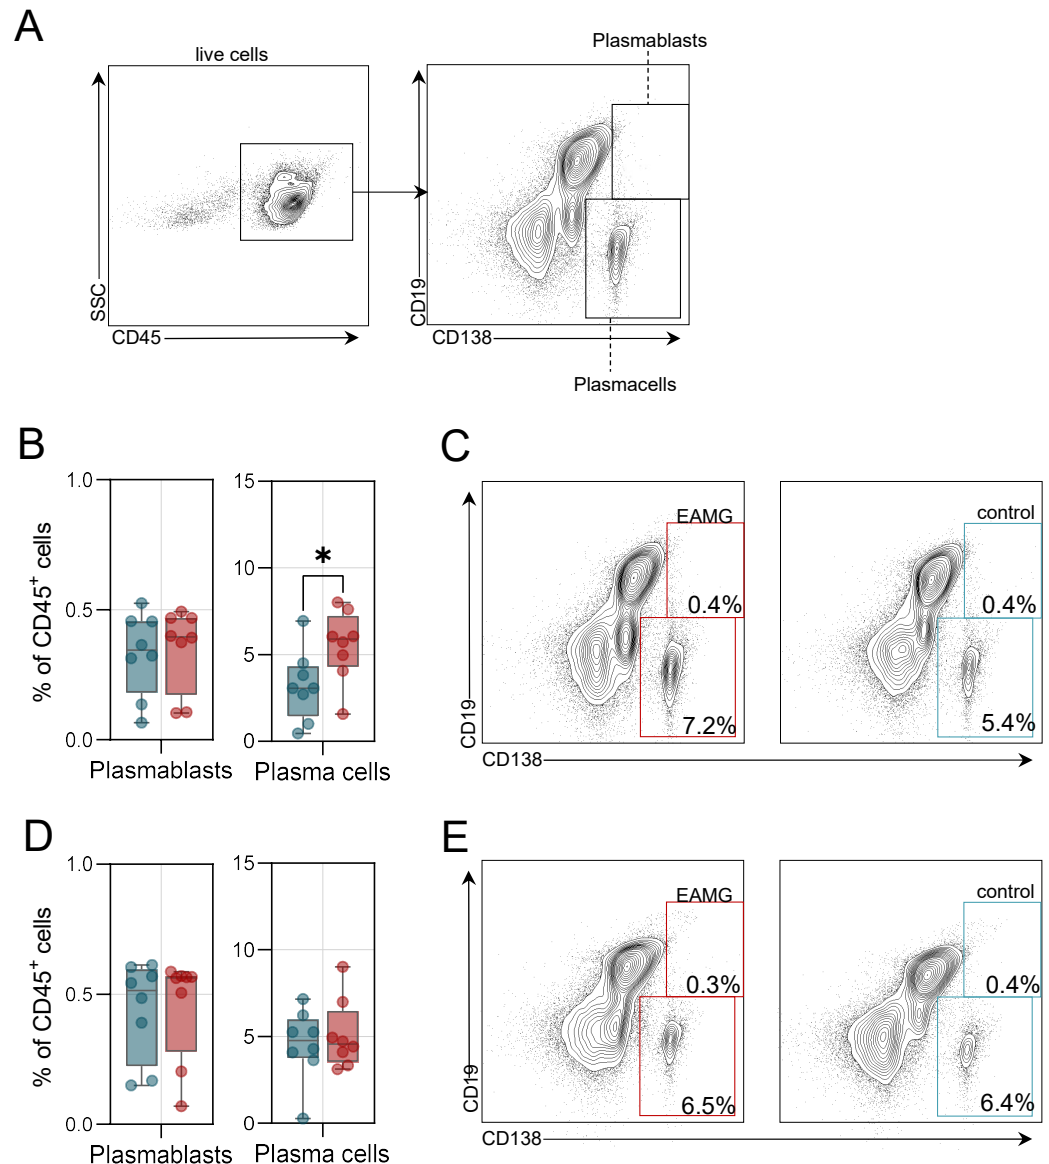 A
Plasmablasts
live cells
SSC
CD45
CD19
CD138
Plasmacells
B
% of CD45+ cells
1.0
0.5
0.0
Plasmablasts
15
10
5
0
*
Plasma cells
C
CD19
EAMG
0.4%
7.2%
control
0.4%
5.4%
CD138
D
% of CD45+ cells
1.0
0.5
0.0
Plasmablasts
15
10
5
0
Plasma cells
E
CD19
EAMG
0.3%
6.5%
control
0.4%
6.4%
CD138